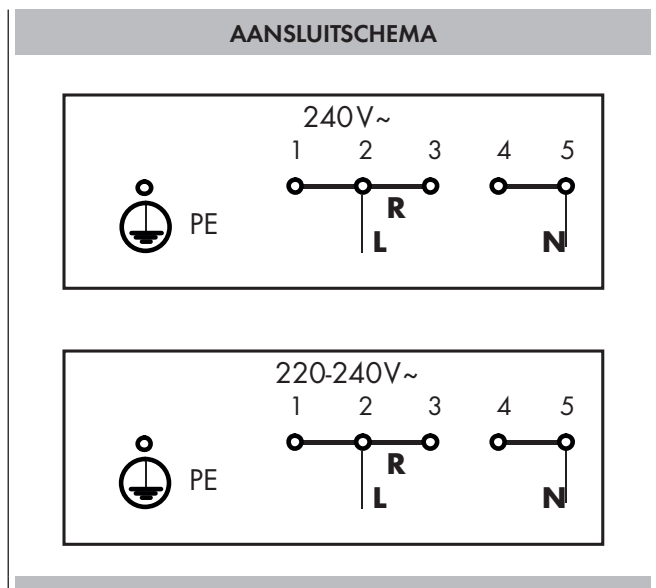 AANSLUITSCHEMA
240V~
1 2 3 4 5
PE
R
L N
220-240V~
1 2 3 4 5
PE
R
L N